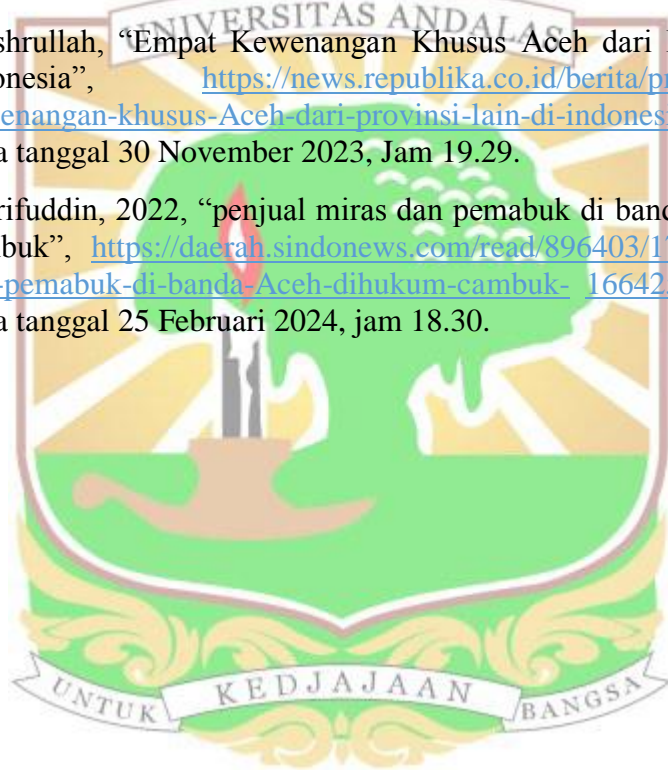 UNIVERSITAS ANDALAS
shrullah, “Empat Kewenangan Khusus Aceh dari
onesia”, https://news.republika.co.id/berita/pr
enangan-khusus-Aceh-dari-provinsi-lain-di-indonesi
a tanggal 30 November 2023, Jam 19.29.
rifuddin, 2022, “penjual miras dan pemabuk di band
buk”, https://daerah.sindonews.com/read/896403/1
-pemabuk-di-banda-Aceh-dihukum-cambuk- 16642
a tanggal 25 Februari 2024, jam 18.30.
UNTUK KEDJAJAAN BANGSA